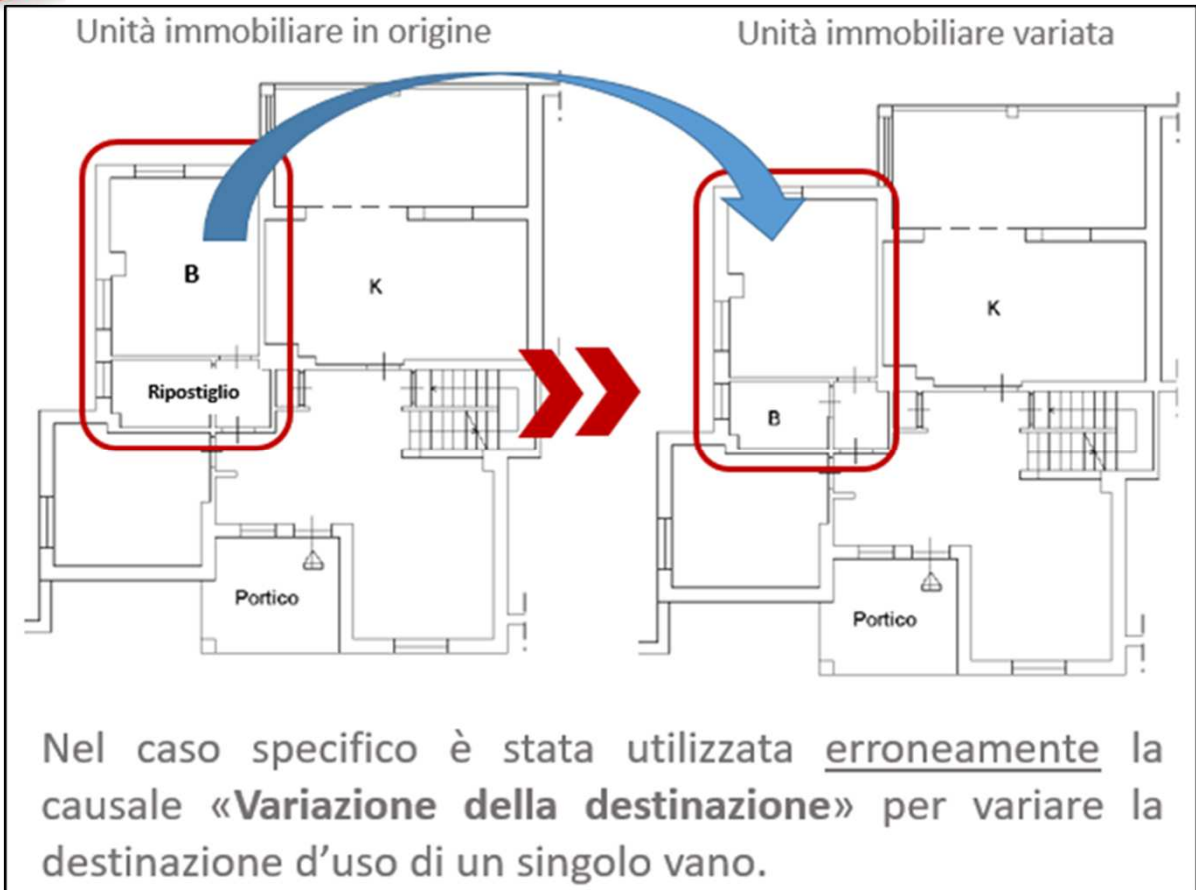 Unità immobiliare in origine
Unità immobiliare variata
B
K
Ripostiglio
Portico
K
B
Portico
Nel caso specifico è stata utilizzata erroneamente la
causale «Variazione della destinazione» per variare la
destinazione d’uso di un singolo vano.